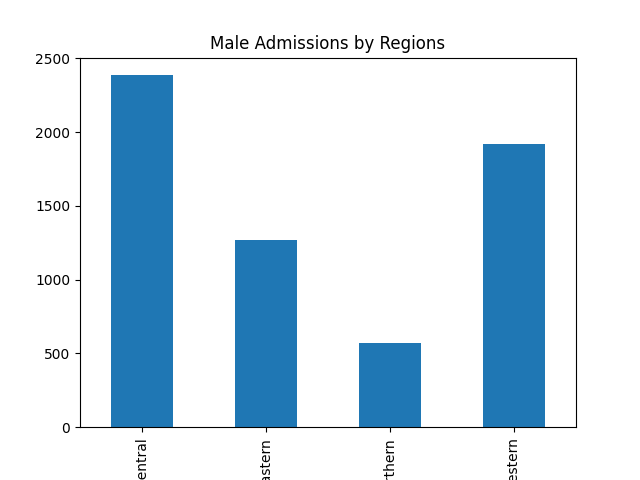 Male Admissions by Regions
2500
2000
1500
1000
500
0
entral
astern
rthern
estern